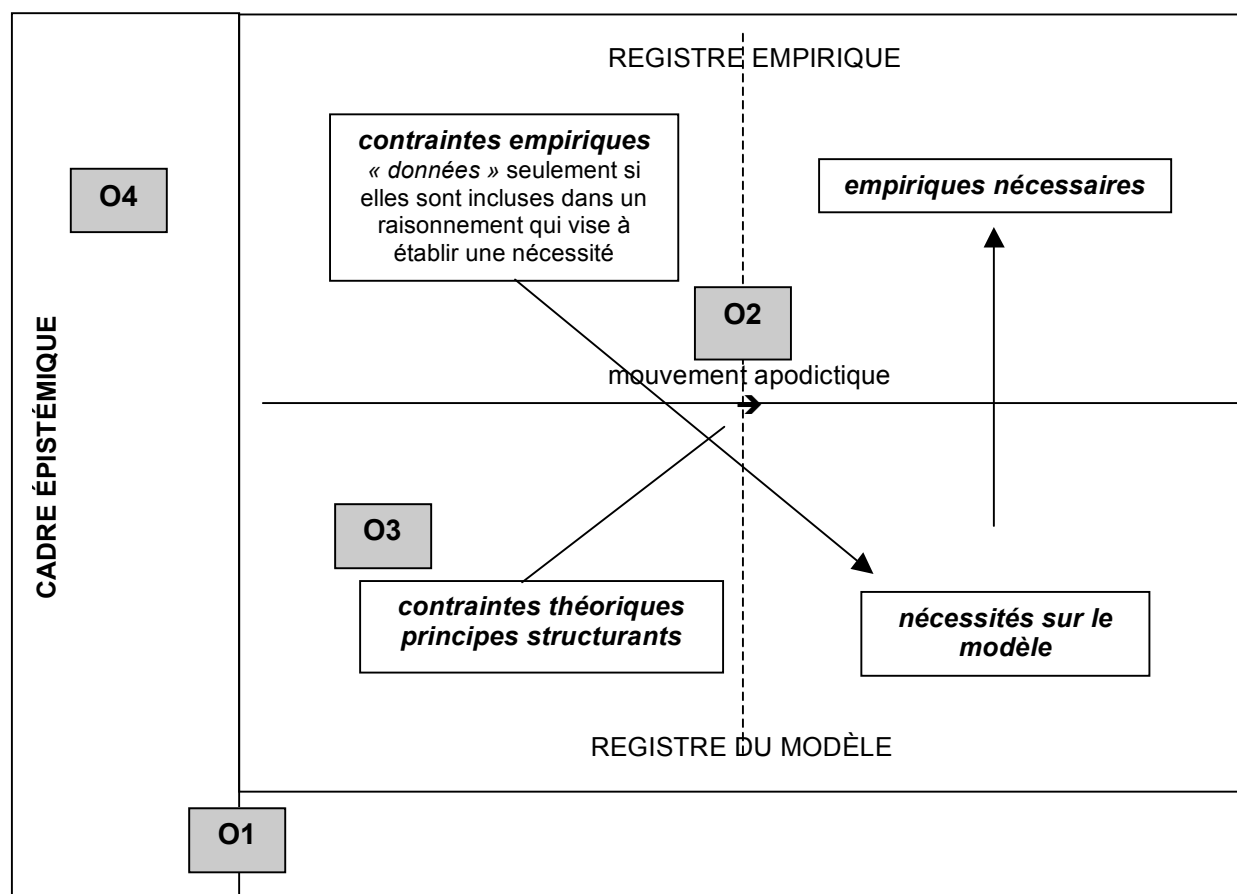 REGISTRE EMPIRIQUE
contraintes empiriques
« données » seulement si
elles sont incluses dans un
raisonnement qui vise à
établir une nécessité
empiriques nécessaires
O4
O2
mouvement apodictique
CADRE ÉPISTÉMIQUE
O3
contraintes théoriques
principes structurants
nécessités sur le
modèle
REGISTRE DU MODÈLE
O1